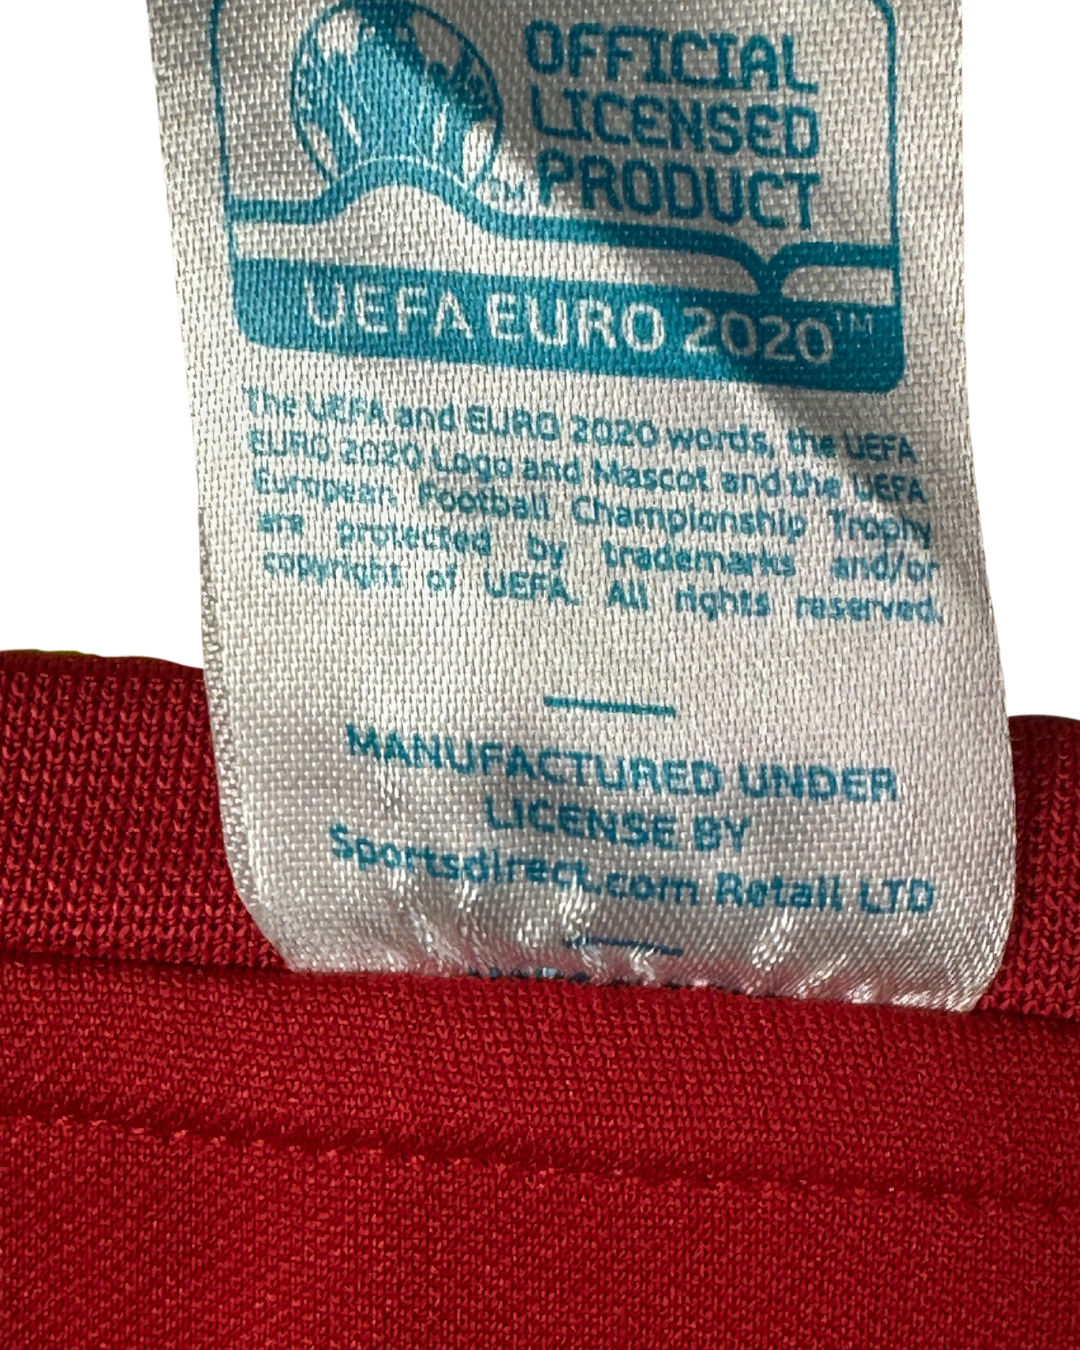 OFFICIAL
LICENSED
PRODUCT
TM
UEFA EURO 2020™
The UEFA and EURO 2020 words, the UEFA
EURO 2020 Logo and Mascot and the UEFA
European Football Championship Trophy
are protected by trademarks and/or
copyright of UEFA. All rights reserved.
MANUFACTURED UNDER
LICENSE BY
Sportsdirect.com Retail LTD